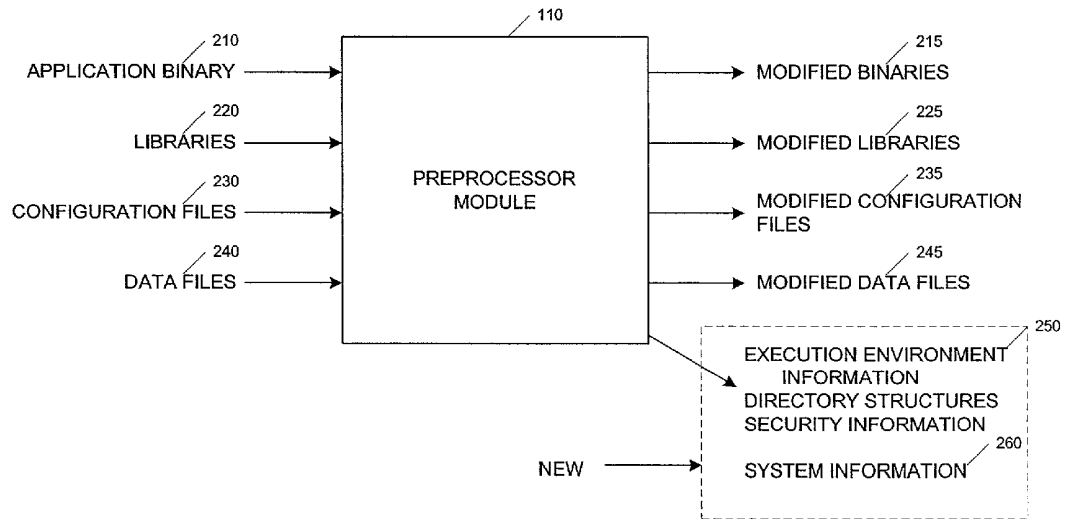 110
210
APPLICATION BINARY
215
MODIFIED BINARIES
220
LIBRARIES
225
MODIFIED LIBRARIES
PREPROCESSOR
MODULE
230
CONFIGURATION FILES
235
MODIFIED CONFIGURATION
FILES
240
DATA FILES
245
MODIFIED DATA FILES
250
EXECUTION ENVIRONMENT
INFORMATION
DIRECTORY STRUCTURES
SECURITY INFORMATION
260
NEW
SYSTEM INFORMATION